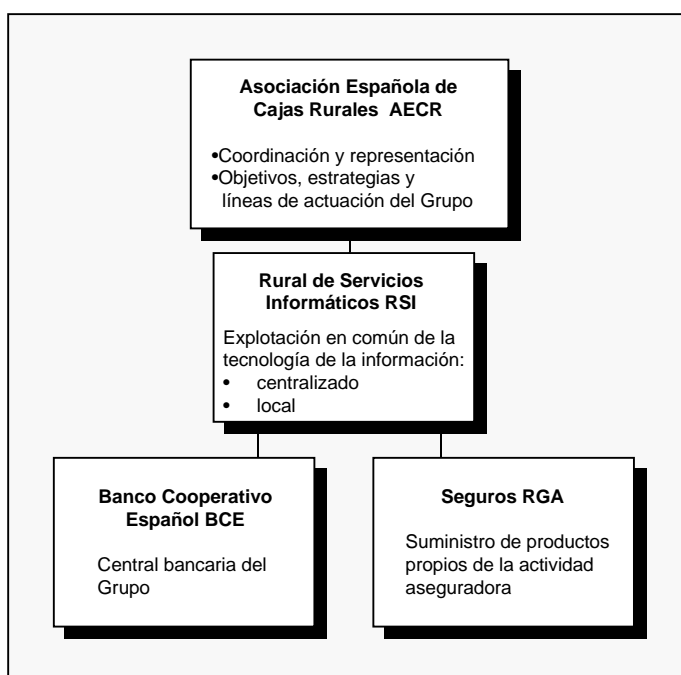 Asociación Española de
Cajas Rurales  AECR
•Coordinación y representación
•Objetivos, estrategias y
líneas de actuación del Grupo
Rural de Servicios
Informáticos RSI
Explotación en común de la
tecnología de la información:
• centralizado
• local
Banco Cooperativo
Español BCE
Central bancaria del
Grupo
Seguros RGA
Suministro de productos
propios de la actividad
aseguradora